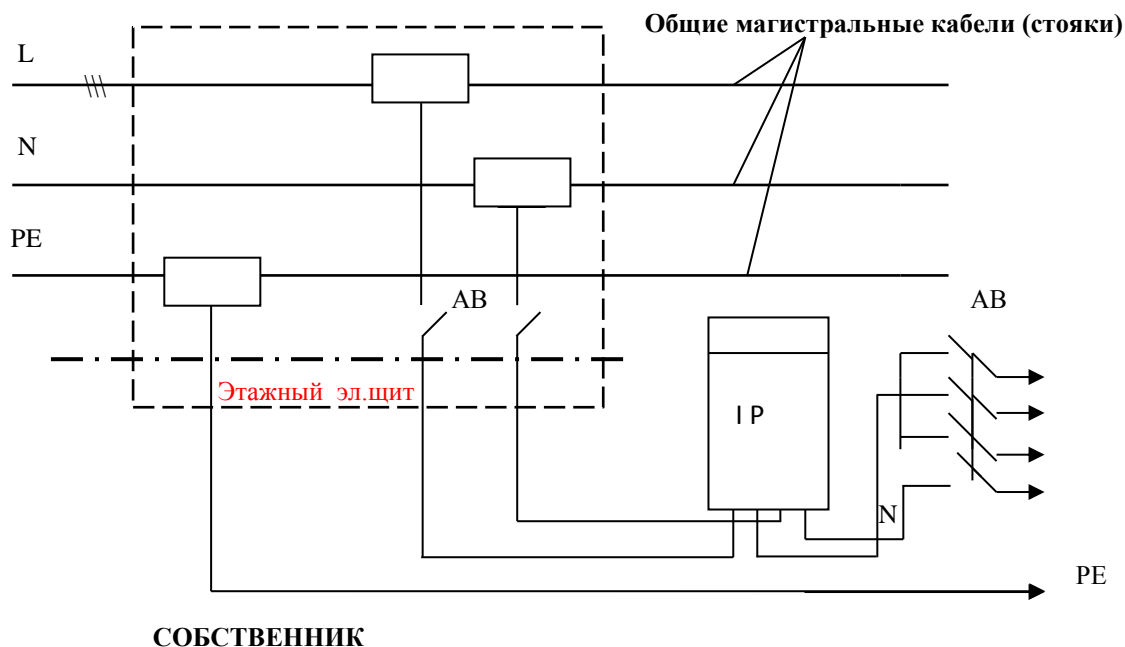 Общие магистральные кабели (стояки)
L
N
PE
АВ
АВ
Этажный эл.щит
I P
N
PE
СОБСТВЕННИК